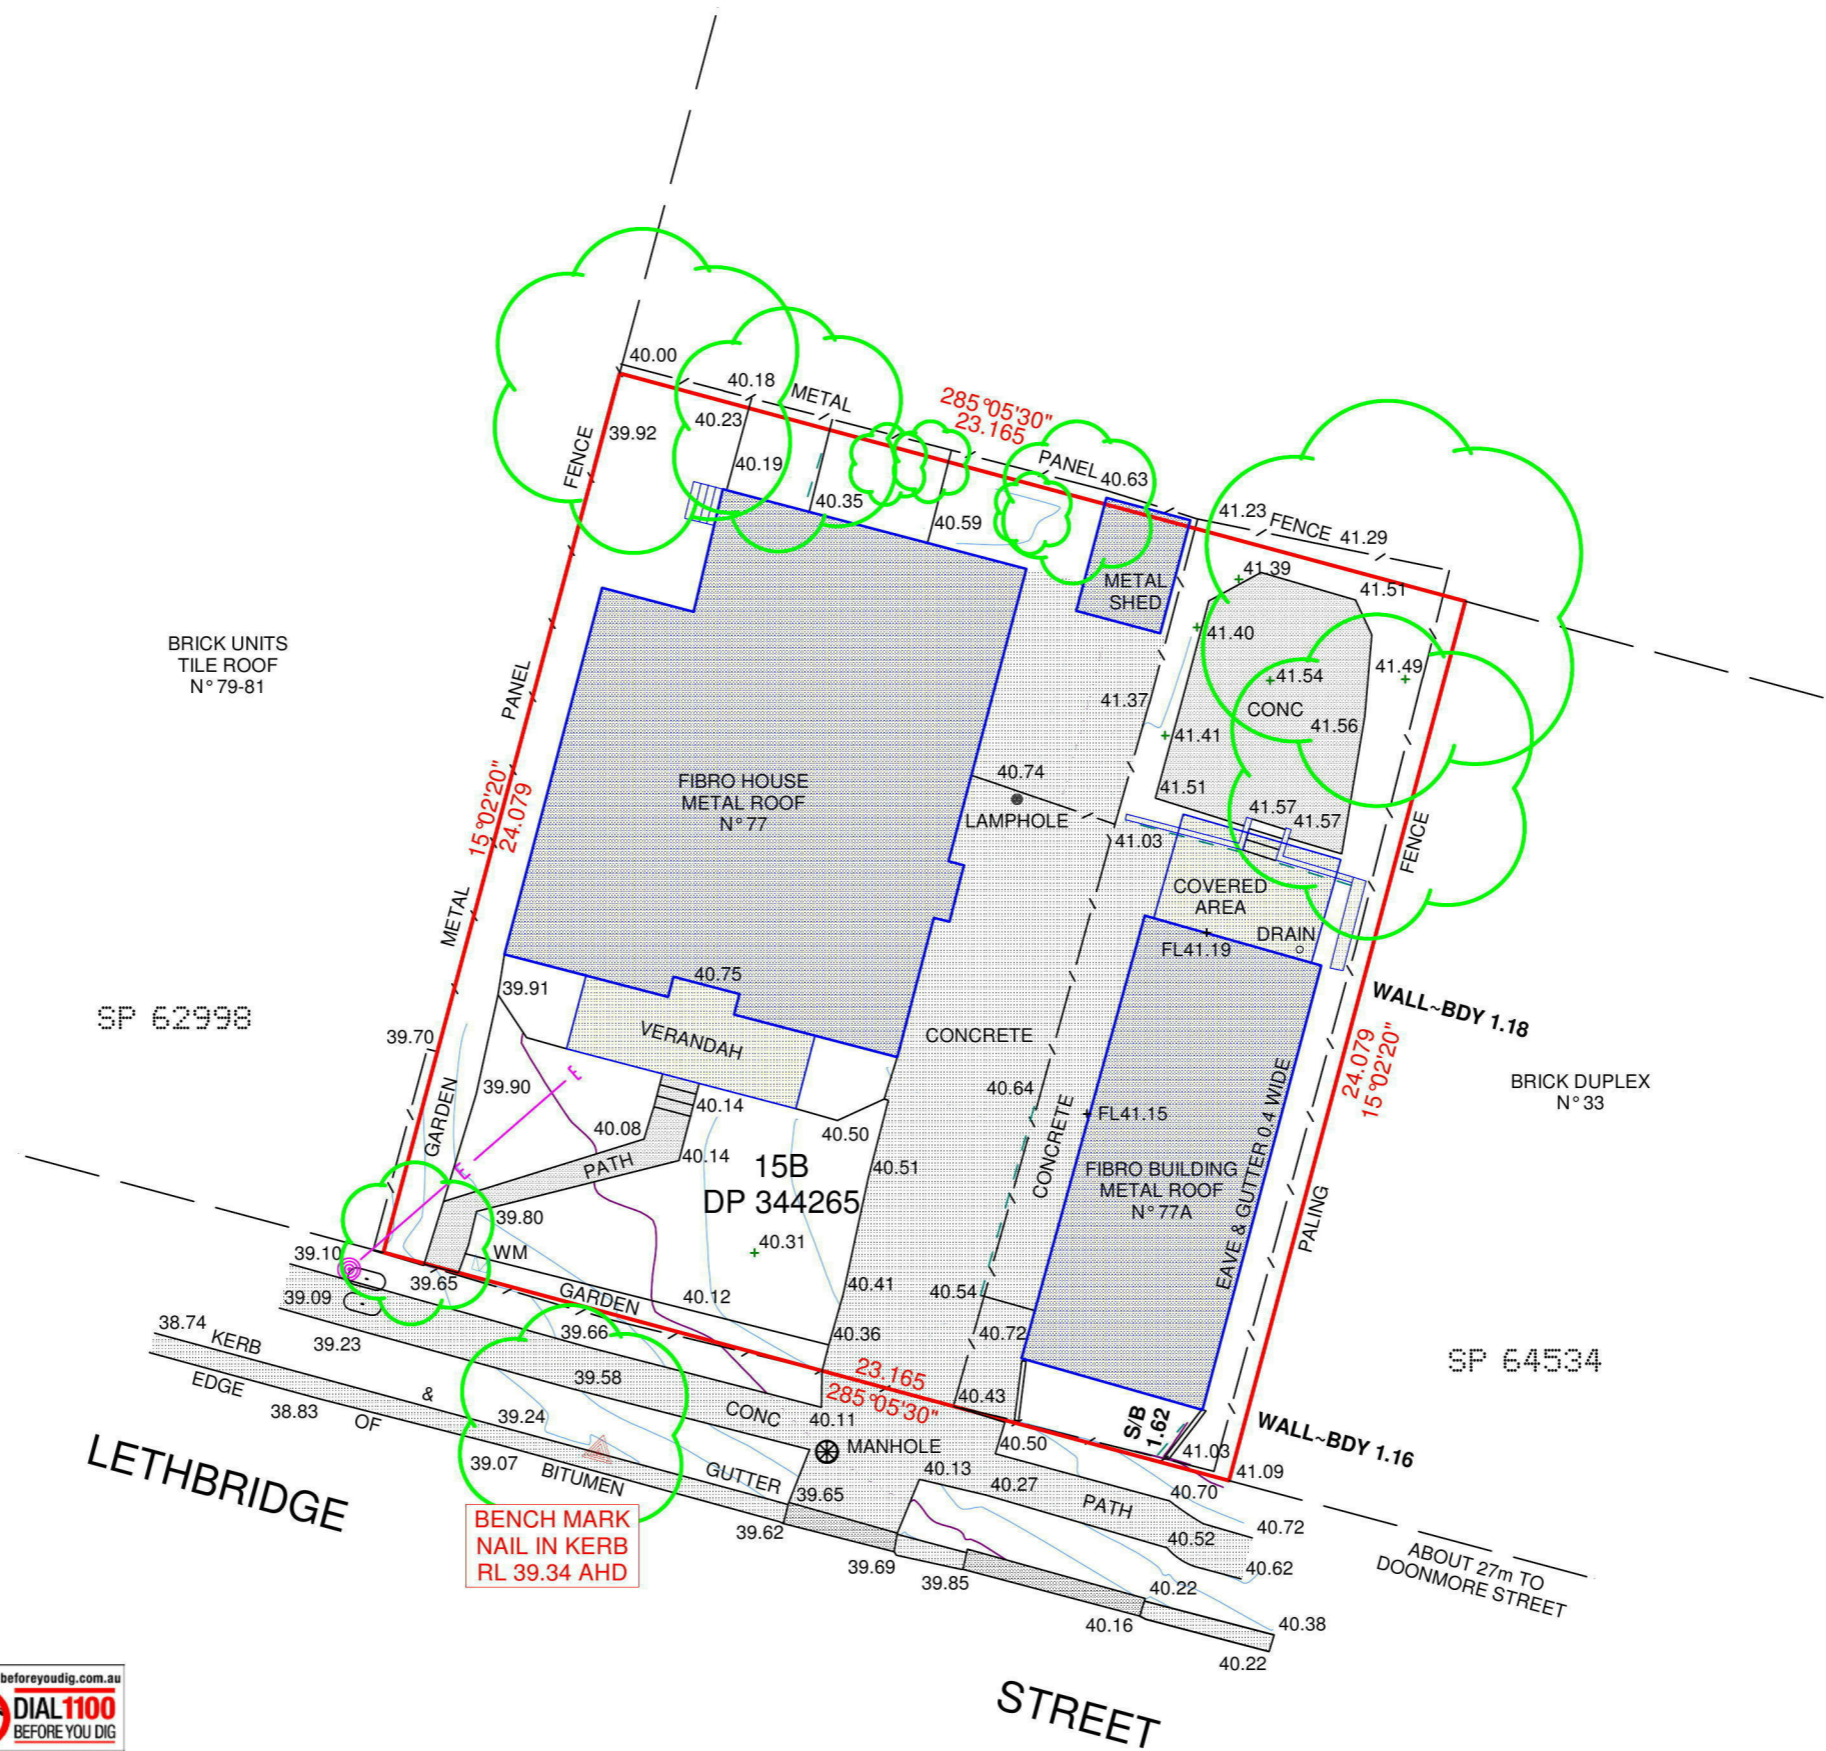 40.00
40.18
METAL
285°05'30"
23.165
FENCE
39.92
40.23
40.19
40.35
40.59
PANEL
40.63
41.23
FENCE
41.29
41.39
41.51
METAL
SHED
41.40
41.54
41.49
BRICK UNITS
TILE ROOF
N° 79-81
PANEL
41.37
CONC
41.56
41.41
15°02'20"
24.079
FIBRO HOUSE
METAL ROOF
N° 77
40.74
LAMPHOLE
41.51
41.57
41.57
41.03
FENCE
COVERED
AREA
METAL
DRAIN
FL41.19
40.75
39.91
WALL~BDY 1.18
SP 62998
39.70
VERANDAH
CONCRETE
24.079
15°02'20"
GARDEN
39.90
40.64
BRICK DUPLEX
N° 33
40.14
40.08
40.50
CONCRETE
FL41.15
EAVE & GUTTER 0.4 WIDE
PATH
40.14
15B
DP 344265
40.51
FIBRO BUILDING
METAL ROOF
N° 77A
PALING
E
E
39.80
WM
40.31
39.10
39.65
GARDEN
40.12
40.41
40.54
39.09
39.66
40.36
40.72
38.74
KERB
39.23
39.58
23.165
285°05'30"
40.43
SP 64534
EDGE
&
38.83
OF
39.24
CONC
40.11
S/B
1.62
WALL~BDY 1.16
MANHOLE
40.50
41.03
41.09
39.07
BITUMEN
GUTTER
39.65
40.13
40.27
PATH
40.70
LETHBRIDGE
BENCH MARK
NAIL IN KERB
RL 39.34 AHD
39.62
39.69
39.85
40.52
40.72
40.62
ABOUT 27m TO
DOONMORE STREET
40.22
40.16
40.38
40.22
STREET
beforeyoudig.com.au
DIAL1100
BEFORE YOU DIG